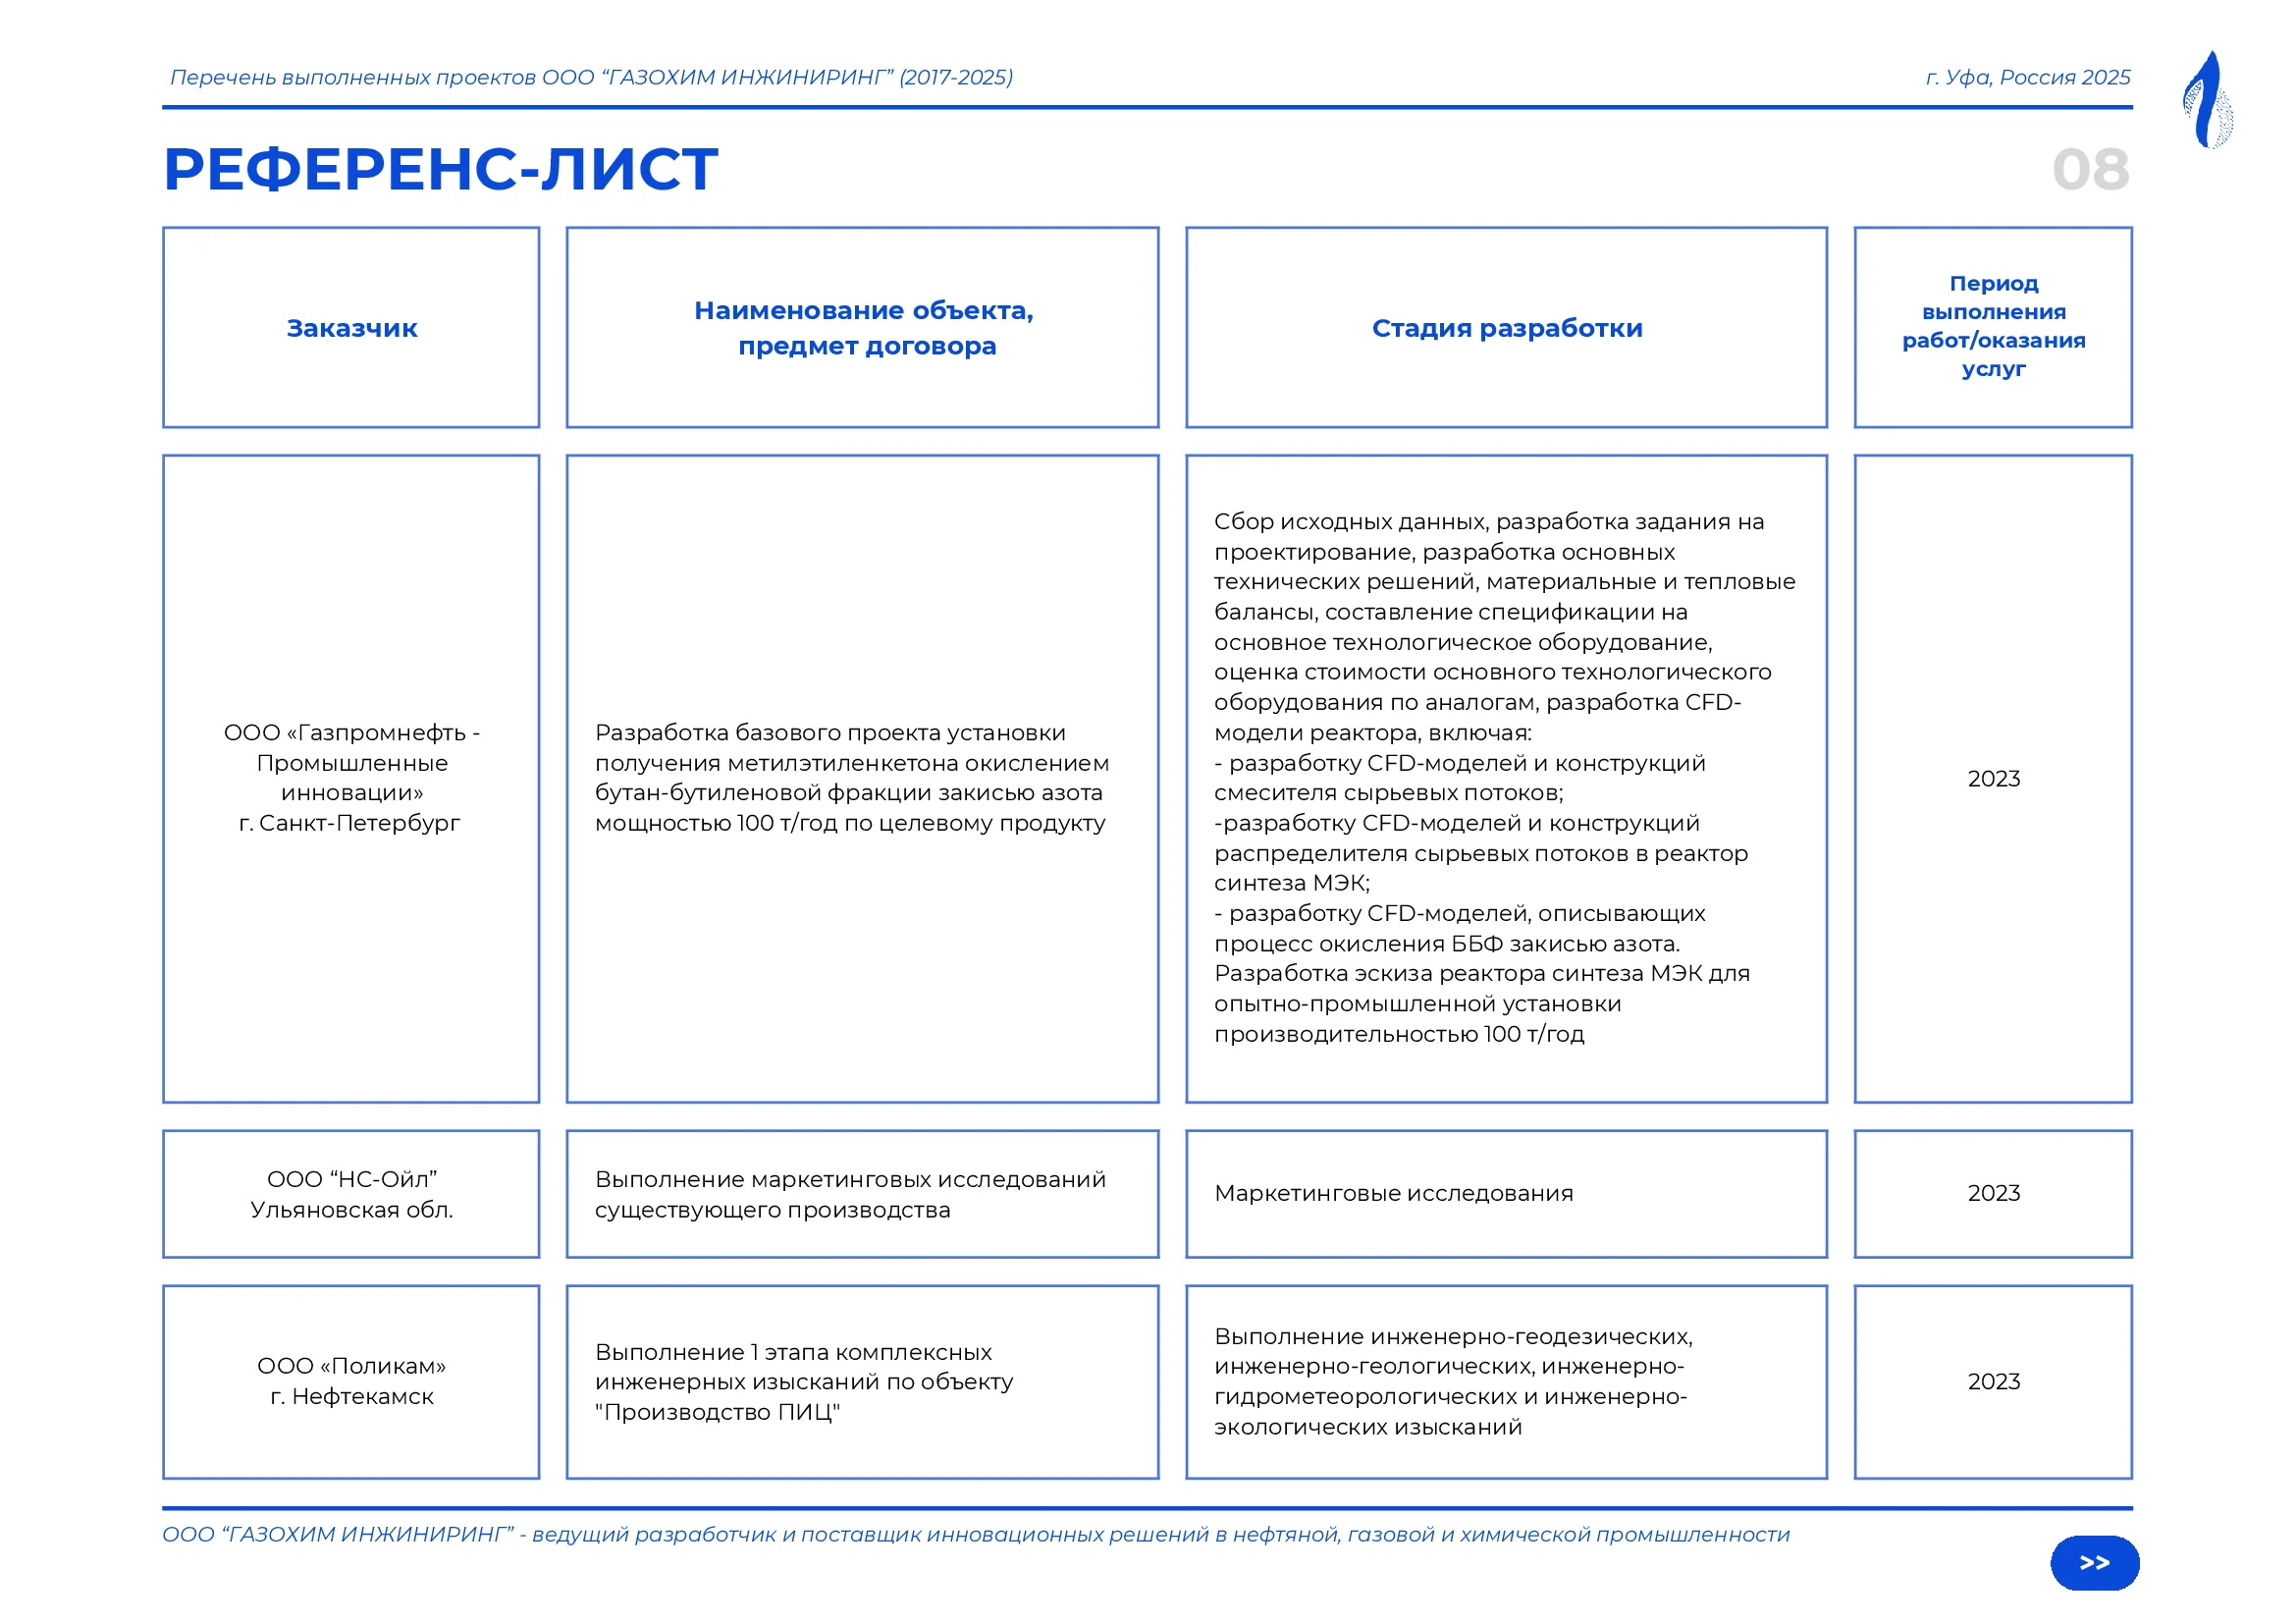 Перечень выполненных проектов ООО “ГАЗОХИМ ИНЖИНИРИНГ” (2017-2025)
г. Уфа, Россия 2025
РЕФЕРЕНС-ЛИСТ
08
Заказчик
Наименование объекта,
предмет договора
Стадия разработки
Период
выполнения
работ/оказания
услуг
ООО «Газпромнефть -
Промышленные
инновации»
г. Санкт-Петербург
Разработка базового проекта установки
получения метилэтиленкетона окислением
бутан-бутиленовой фракции закисью азота
мощностью 100 т/год по целевому продукту
Сбор исходных данных, разработка задания на
проектирование, разработка основных
технических решений, материальные и тепловые
балансы, составление спецификации на
основное технологическое оборудование,
оценка стоимости основного технологического
оборудования по аналогам, разработка CFD-
модели реактора, включая:
- разработку CFD-моделей и конструкций
смесителя сырьевых потоков;
-разработку CFD-моделей и конструкций
распределителя сырьевых потоков в реактор
синтеза МЭК;
- разработку CFD-моделей, описывающих
процесс окисления ББФ закисью азота.
Разработка эскиза реактора синтеза МЭК для
опытно-промышленной установки
производительностью 100 т/год
2023
ООО “НС-Ойл”
Ульяновская обл.
Выполнение маркетинговых исследований
существующего производства
Маркетинговые исследования
2023
ООО «Поликам»
г. Нефтекамск
Выполнение 1 этапа комплексных
инженерных изысканий по объекту
"Производство ПИЦ"
Выполнение инженерно-геодезических,
инженерно-геологических, инженерно-
гидрометеорологических и инженерно-
экологических изысканий
2023
ООО “ГАЗОХИМ ИНЖИНИРИНГ” - ведущий разработчик и поставщик инновационных решений в нефтяной, газовой и химической промышленности
>>